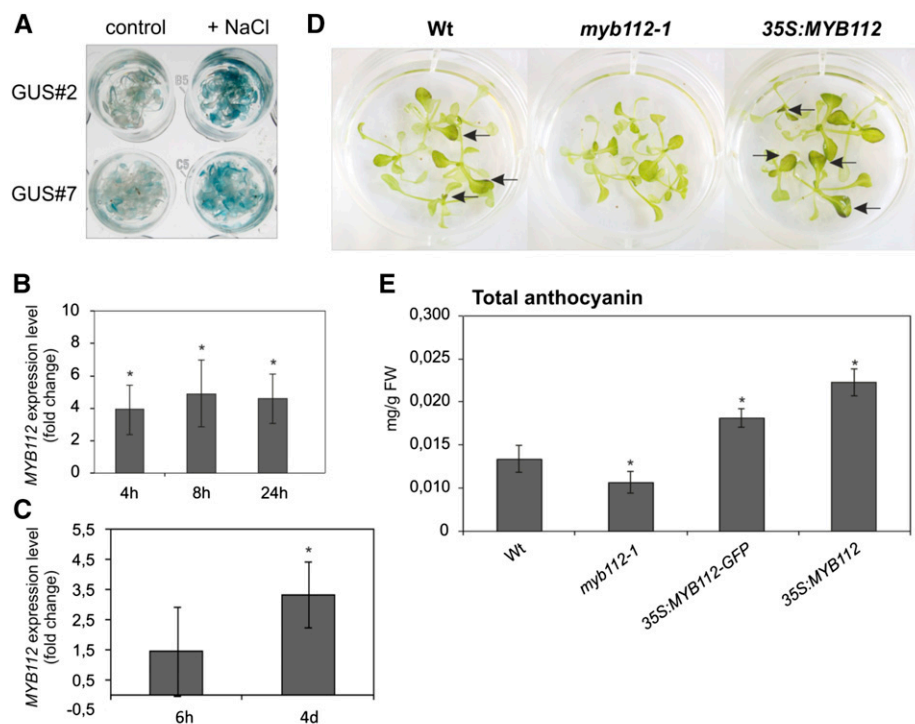 A
control
+ NaCl
GUS#2
GUS#7
B5
C5
D
Wt
myb112-1
35S:MYB112
B
MYB112 expression level
(fold change)
10
8
6
4
2
0
*
*
*
4h
8h
24h
C
MYB112 expression level
(fold change)
5,5
4,5
3,5
2,5
1,5
0,5
-0,5
*
6h
4d
E
Total anthocyanin
mg/g FW
0,300
0,025
0,020
0,015
0,010
0
*
*
*
Wt
myb112-1
35S:MYB112-GFP
35S:MYB112